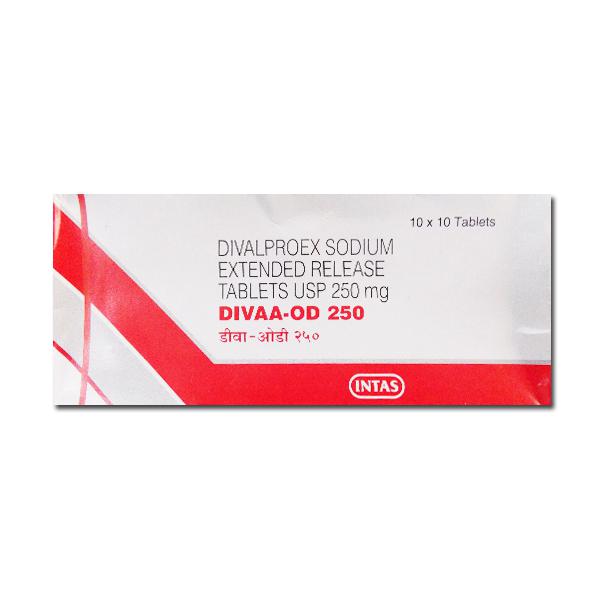 10 x 10 Tablets
DIVALPROEX SODIUM
EXTENDED RELEASE
TABLETS USP 250 mg
DIVAA-OD 250
डीवा - ओडी २५०
INTAS